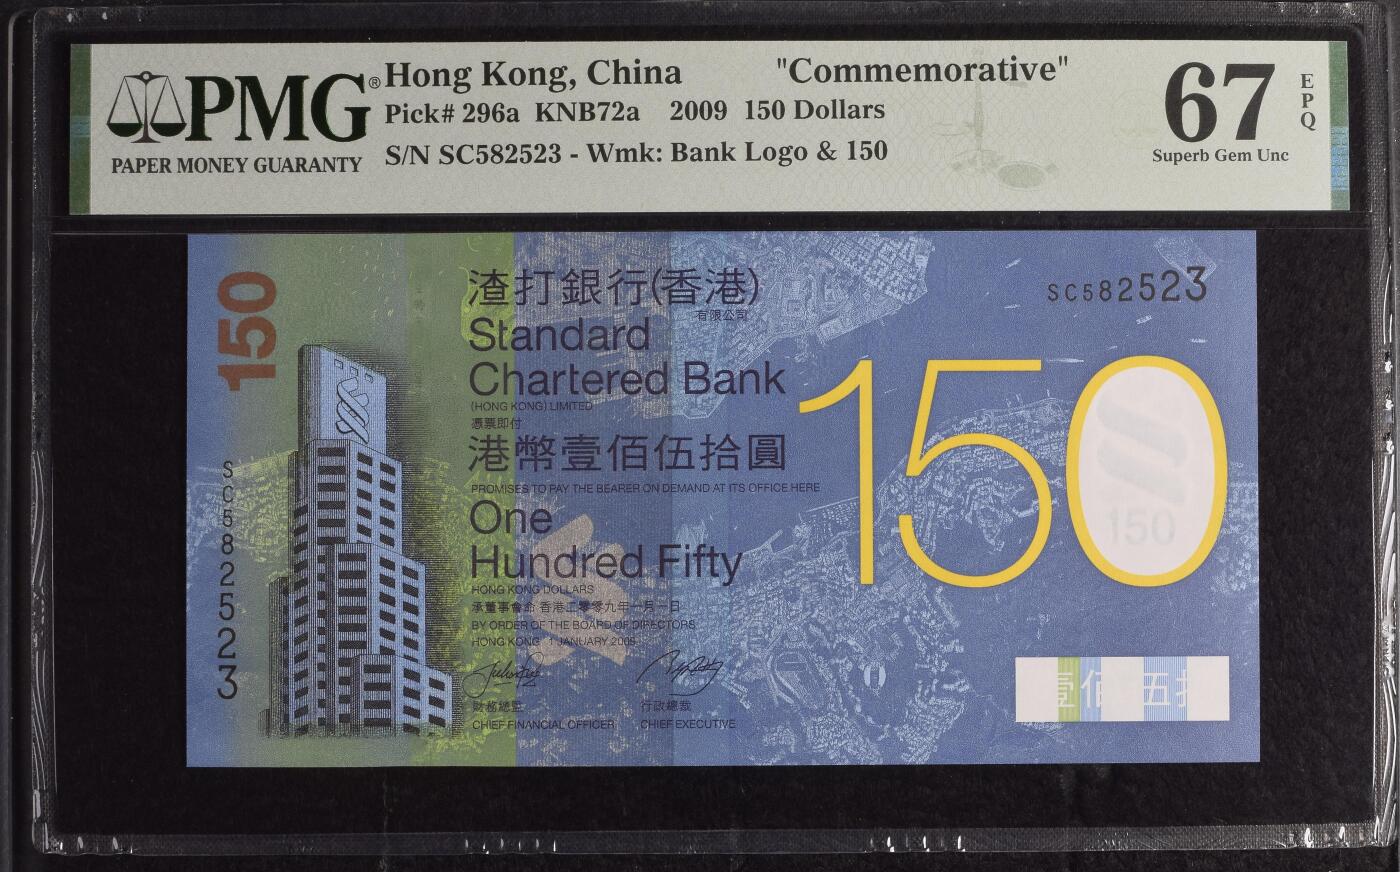 PMG®
PAPER MONEY GUARANTY
Hong Kong, China "Commemorative"
Pick# 296a KNB72a 2009 150 Dollars
S/N SC582523 - Wmk: Bank Logo & 150
67 EPQ
Superb Gem Unc
150
渣打銀行(香港)
有限公司
SC582523
Standard
Chartered Bank
(HONG KONG) LIMITED
憑票即付
港幣壹佰伍拾圓
PROMISES TO PAY THE BEARER ON DEMAND AT ITS OFFICE HERE
One
Hundred Fifty
HONG KONG DOLLARS
承董事會命 香港二零零九年一月一日
BY ORDER OF THE BOARD OF DIRECTORS
HONG KONG 1 JANUARY 2009
財務總監
CHIEF FINANCIAL OFFICER
行政總裁
CHIEF EXECUTIVE
150
150
SC582523
壹佰 五拾